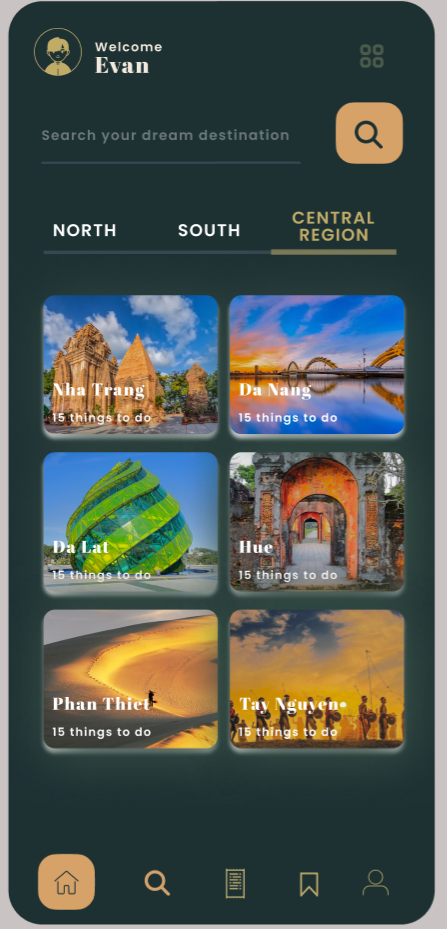 Welcome
Evan
Search your dream destination
NORTH
SOUTH
CENTRAL
REGION
Nha Trang
15 things to do
Da Nang
15 things to do
Da Lat
15 things to do
Hue
15 things to do
Phan Thiet
15 things to do
Tay Nguyen•
15 things to do